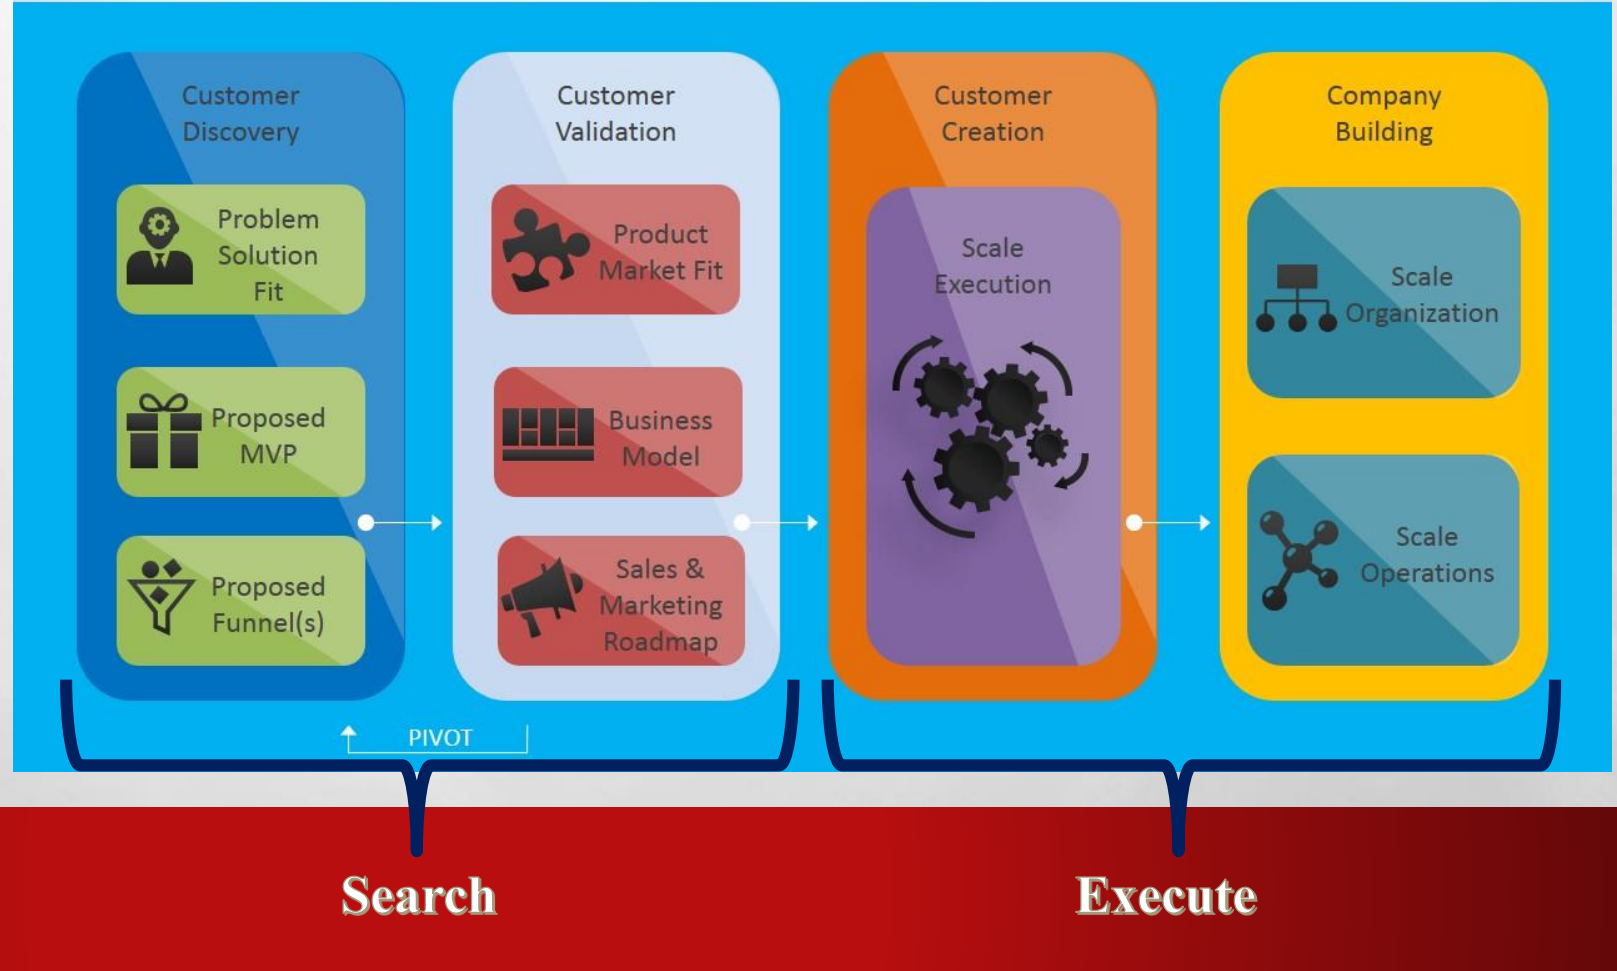 Customer
Discovery
Problem
Solution
Fit
Proposed
MVP
Proposed
Funnel(s)
Customer
Validation
Product
Market Fit
Business
Model
Sales &
Marketing
Roadmap
PIVOT
Customer
Creation
Scale
Execution
Company
Building
Scale
Organization
Scale
Operations
Search
Execute